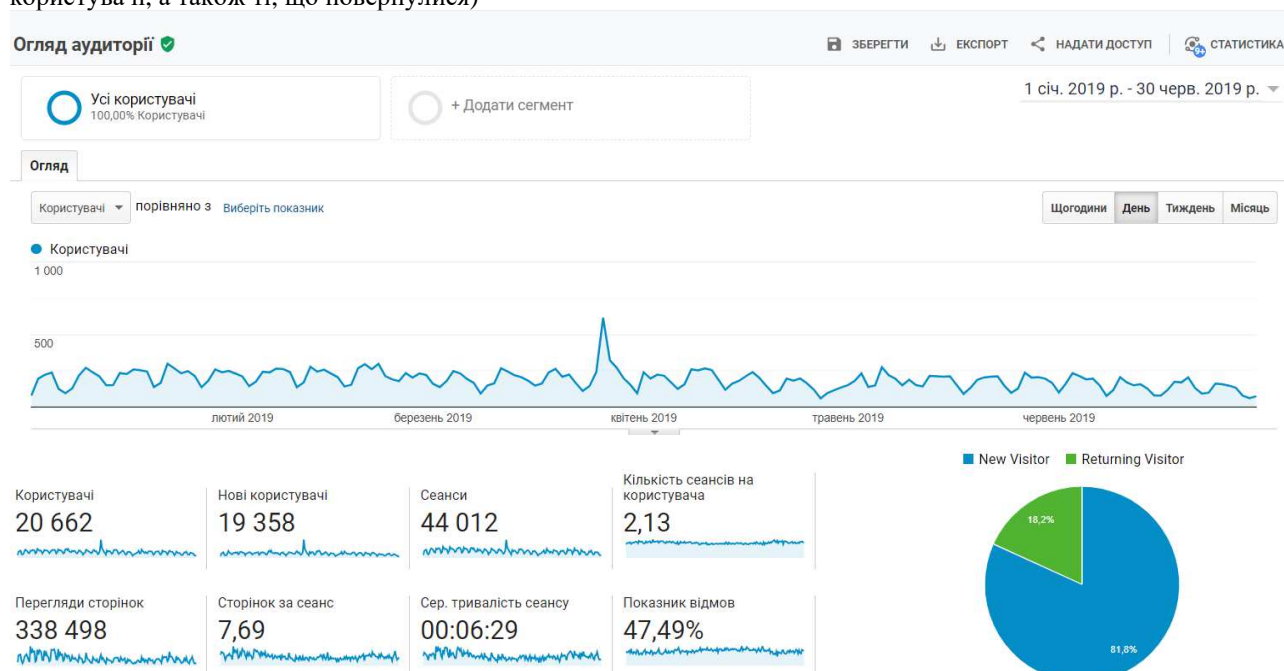 користувачі, а також ті, що повернулися)
Огляд аудиторії
ЗБЕРЕГТИ
ЕКСПОРТ
НАДАТИ ДОСТУП
9+
СТАТИСТИКА
Усі користувачі
100,00% Користувачі
+ Додати сегмент
1 січ. 2019 р. - 30 черв. 2019 р.
Огляд
Користувачі порівняно з Виберіть показник
Щогодини День Тиждень Місяць
Користувачі
1 000
500
лютий 2019 березень 2019 квітень 2019 травень 2019 червень 2019
New Visitor Returning Visitor
Користувачі
20 662
Нові користувачі
19 358
Сеанси
44 012
Кількість сеансів на
користувача
2,13
Перегляди сторінок
338 498
Сторінок за сеанс
7,69
Сер. тривалість сеансу
00:06:29
Показник відмов
47,49%
18,2%
81,8%